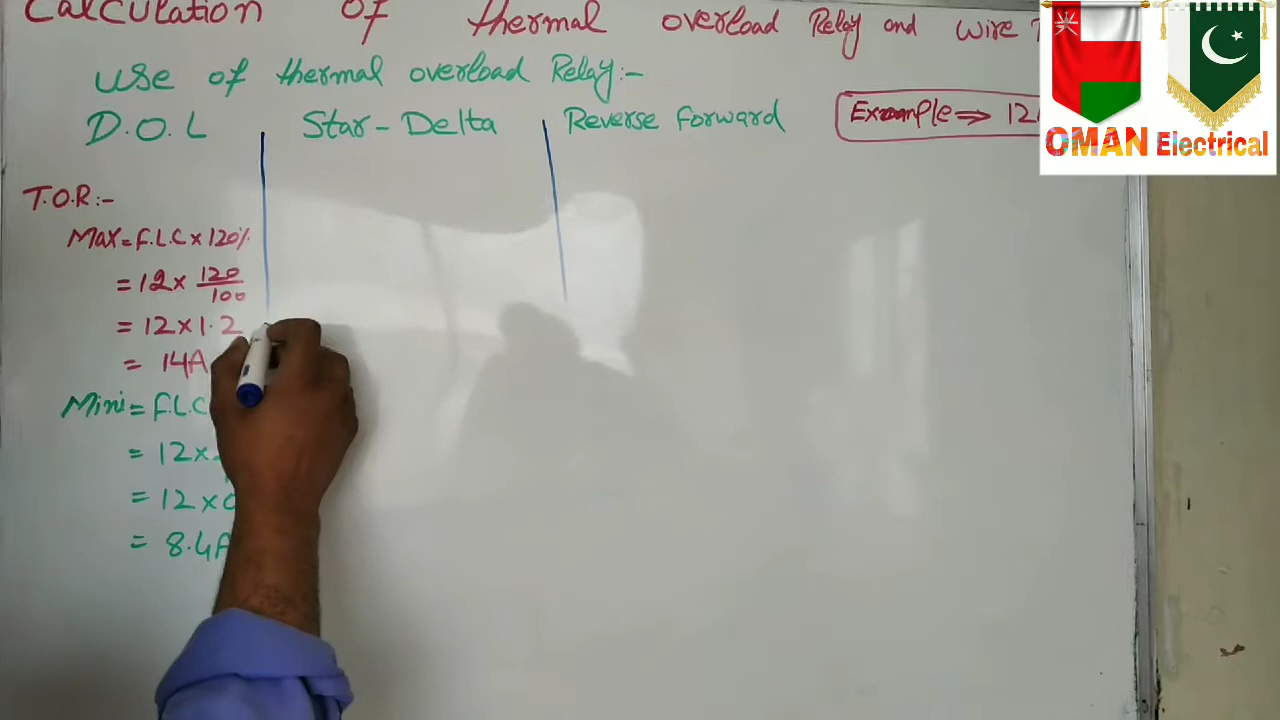 Calculation of thermal overload Relay and wire
use of thermal overload Relay:-
D.O.L Star-Delta Reverse forward
Example ⇒ 12
OMAN Electrical
T.O.R:-
Max = F.L.C x 120%
= 12 x 120/100
= 12 x 1.2
= 14A
Mini = F.L.C
= 12 x
= 12 x 0
= 8.4A